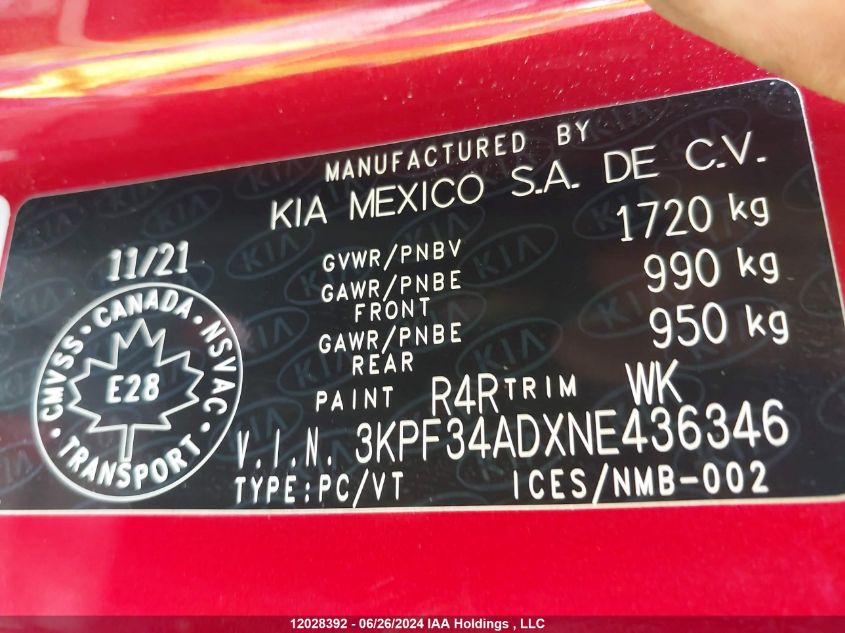 MANUFACTURED BY
KIA MEXICO S.A. DE C.V.
11/21
GVWR/PNBV 1720 kg
GAWR/PNBE FRONT 990 kg
GAWR/PNBE REAR 950 kg
PAINT R4R TRIM WK
V.I.N. 3KPF34ADXNE436346
TYPE:PC/VT ICES/NMB-002
CMVSS • CANADA • NSVAC • TRANSPORT •
E28
KIA
12028392 - 06/26/2024 IAA Holdings , LLC